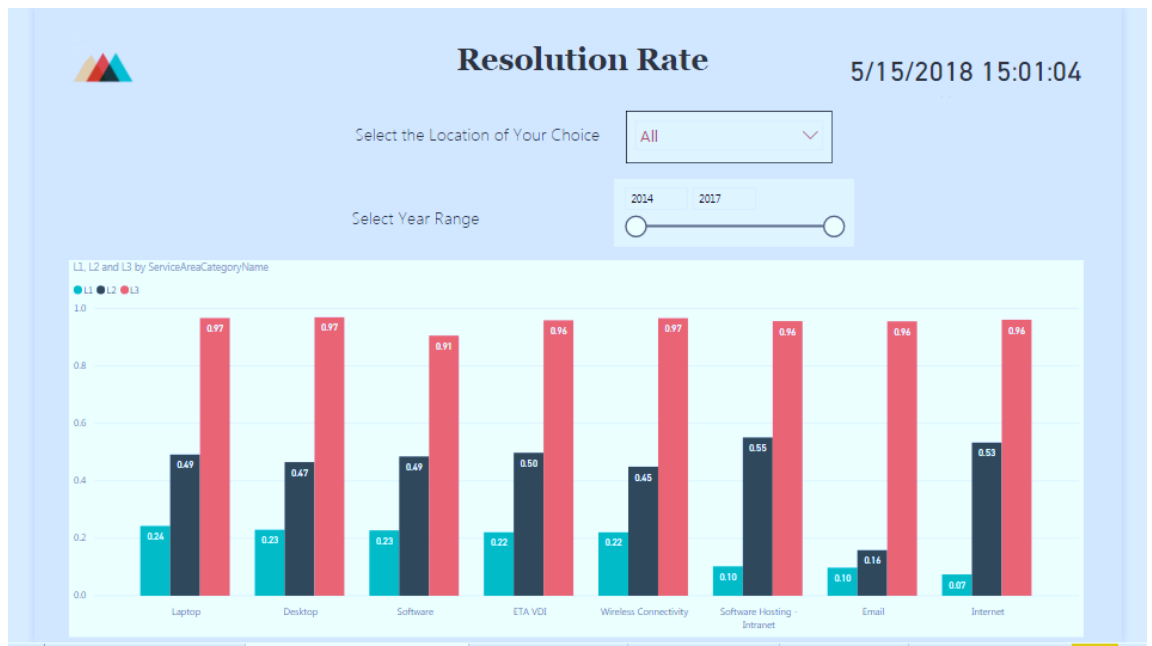 Resolution Rate
5/15/2018 15:01:04
Select the Location of Your Choice
All
Select Year Range
2014 2017
L1, L2 and L3 by ServiceAreaCategoryName
L1 L2 L3
1.0
0.8
0.6
0.4
0.2
0.0
0.24 0.49 0.97
0.23 0.47 0.97
0.23 0.49 0.91
0.22 0.50 0.96
0.22 0.45 0.97
0.10 0.55 0.96
0.10 0.16 0.96
0.07 0.53 0.96
Laptop
Desktop
Software
ETA VDI
Wireless Connectivity
Software Hosting -
Intranet
Email
Internet